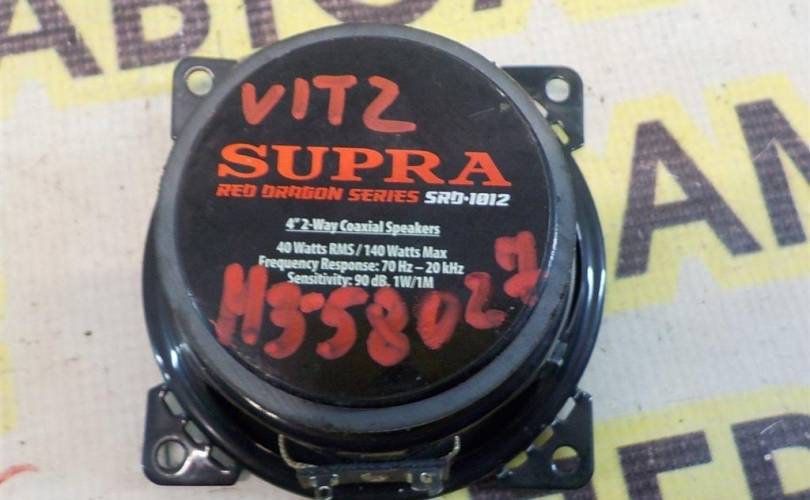 VITZ
SUPRA
RED DRAGON SERIES SRD•1012
4" 2-Way Coaxial Speakers
40 Watts RMS / 140 Watts Max
Frequency Response: 70 Hz – 20 kHz
Sensitivity: 90 dB. 1W/1M